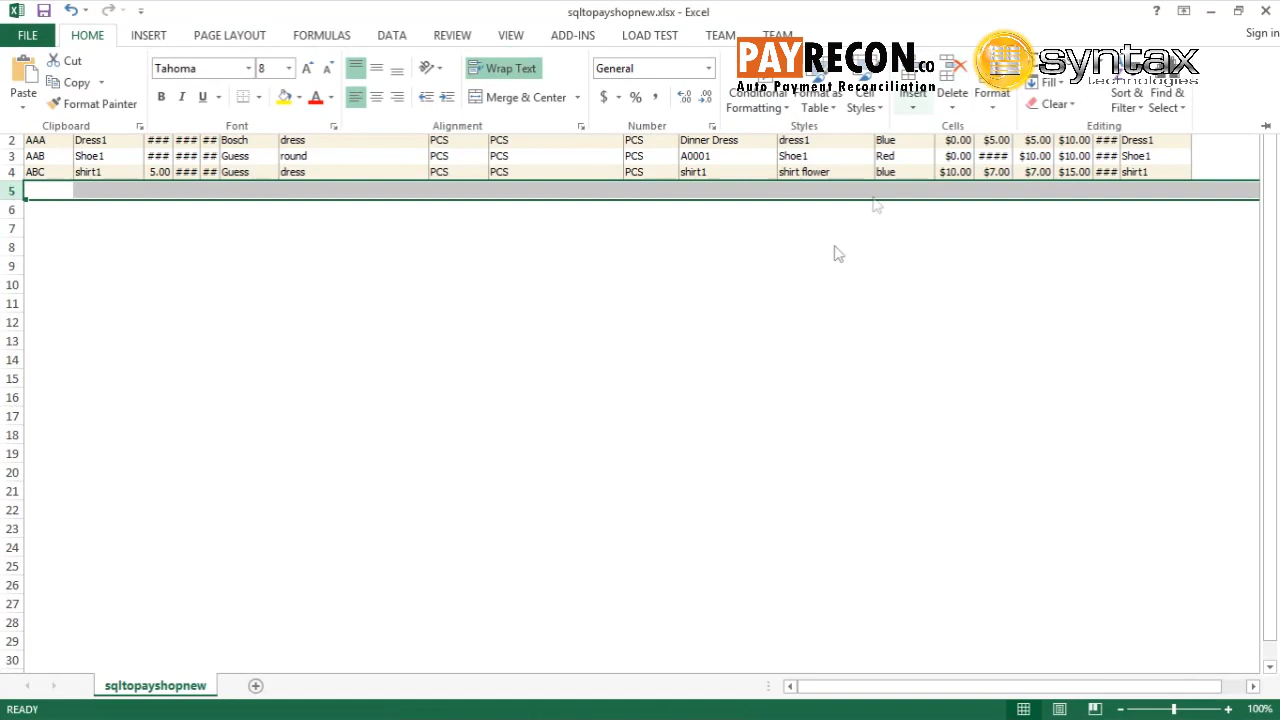 sqltopayshopnew.xlsx - Excel
?
FILE HOME INSERT PAGE LAYOUT FORMULAS DATA REVIEW VIEW ADD-INS LOAD TEST TEAM TEAM Sign in
PAYRECON.co
Auto Payment Reconciliation
syntax
technologies
Paste
Cut
Copy
Format Painter
Clipboard
Tahoma 8
B I U
Font
Wrap Text
Merge & Center
Alignment
General
$ % ,
Number
Conditional Formatting
Format as Table
Cell Styles
Styles
Insert
Delete
Format
Cells
Fill
Clear
Sort & Filter
Find & Select
Editing
2 AAA Dress1 ### ### ## Bosch dress PCS PCS PCS Dinner Dress dress1 Blue $0.00 $5.00 $5.00 $10.00 ### Dress1
3 AAB Shoe1 ### ### ## Guess round PCS PCS PCS A0001 Shoe1 Red $0.00 #### $10.00 $10.00 ### Shoe1
4 ABC shirt1 5.00 ### ## Guess dress PCS PCS PCS shirt1 shirt flower blue $10.00 $7.00 $7.00 $15.00 ### shirt1
5
6
7
8
9
10
11
12
13
14
15
16
17
18
19
20
21
22
23
24
25
26
27
28
29
30
sqltopayshopnew
READY
100%